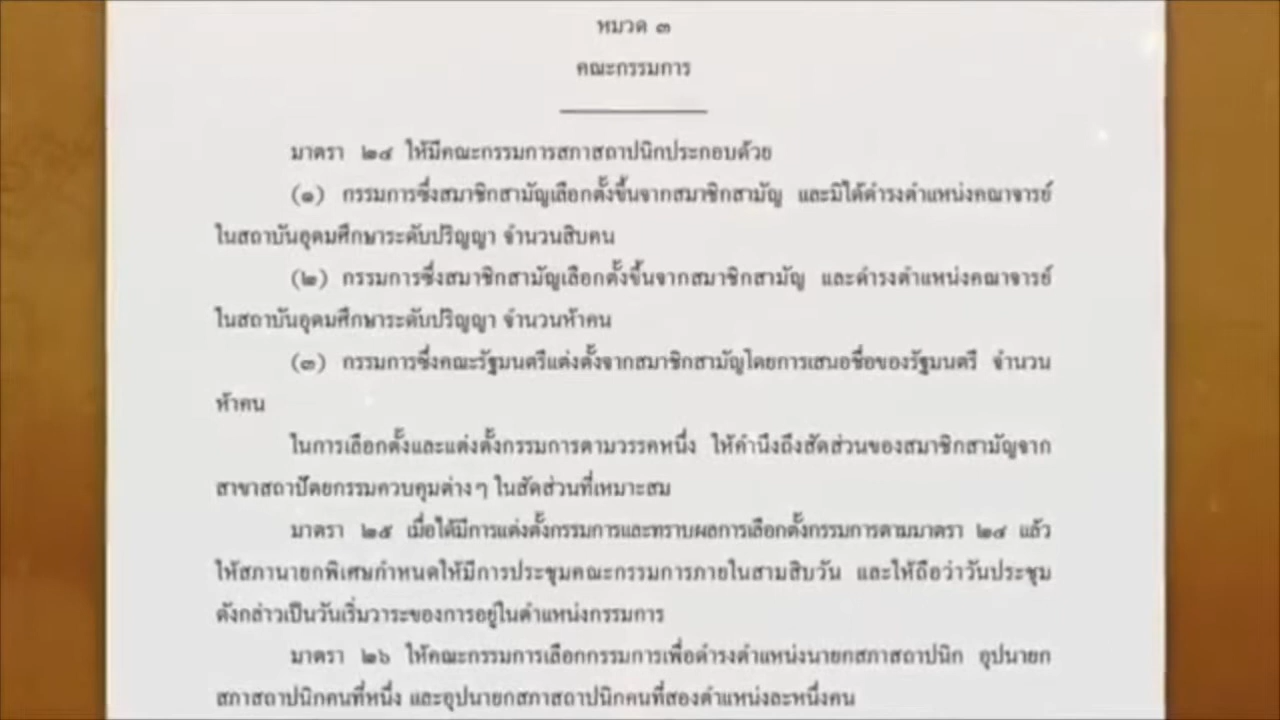 หมวด ๓
คณะกรรมการ
มาตรา ๒๔ ให้มีคณะกรรมการสภาสถาปนิกประกอบด้วย
(๑) กรรมการซึ่งสมาชิกสามัญเลือกตั้งขึ้นจากสมาชิกสามัญ และมิได้ดำรงตำแหน่งคณาจารย์
ในสถาบันอุดมศึกษาระดับปริญญา จำนวนสิบคน
(๒) กรรมการซึ่งสมาชิกสามัญเลือกตั้งขึ้นจากสมาชิกสามัญ และดำรงตำแหน่งคณาจารย์
ในสถาบันอุดมศึกษาระดับปริญญา จำนวนห้าคน
(๓) กรรมการซึ่งคณะรัฐมนตรีแต่งตั้งจากสมาชิกสามัญโดยการเสนอชื่อของรัฐมนตรี จำนวน
ห้าคน
ในการเลือกตั้งและแต่งตั้งกรรมการตามวรรคหนึ่ง ให้คำนึงถึงสัดส่วนของสมาชิกสามัญจาก
สาขาสถาปัตยกรรมควบคุมต่างๆ ในสัดส่วนที่เหมาะสม
มาตรา ๒๕ เมื่อได้มีการแต่งตั้งกรรมการและทราบผลการเลือกตั้งกรรมการตามมาตรา ๒๔ แล้ว
ให้สภานายกพิเศษกำหนดให้มีการประชุมคณะกรรมการภายในสามสิบวัน และให้ถือว่าวันประชุม
ดังกล่าวเป็นวันเริ่มวาระของการอยู่ในตำแหน่งกรรมการ
มาตรา ๒๖ ให้คณะกรรมการเลือกกรรมการเพื่อดำรงตำแหน่งนายกสภาสถาปนิก อุปนายก
สภาสถาปนิกคนที่หนึ่ง และอุปนายกสภาสถาปนิกคนที่สองตำแหน่งละหนึ่งคน